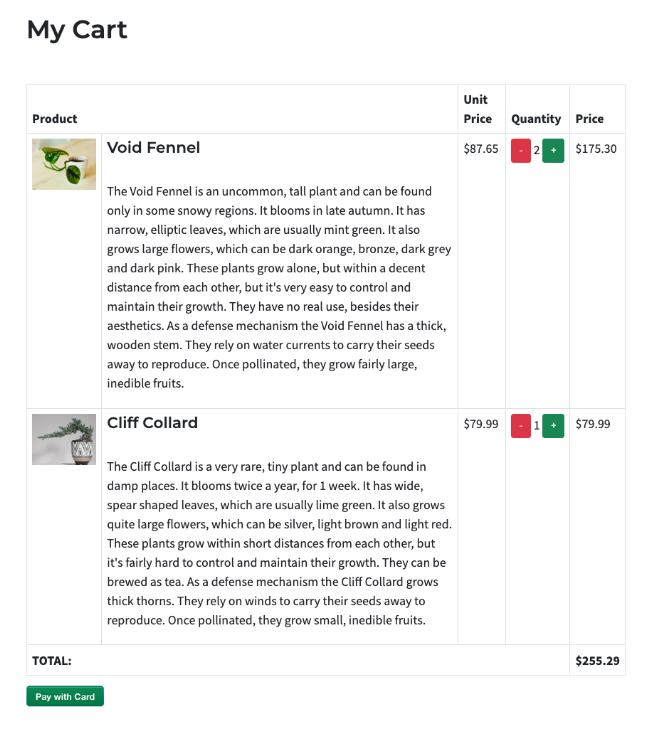 My Cart
Product Unit Price Quantity Price
Void Fennel $87.65 - 2 + $175.30
The Void Fennel is an uncommon, tall plant and can be found
only in some snowy regions. It blooms in late autumn. It has
narrow, elliptic leaves, which are usually mint green. It also
grows large flowers, which can be dark orange, bronze, dark grey
and dark pink. These plants grow alone, but within a decent
distance from each other, but it's very easy to control and
maintain their growth. They have no real use, besides their
aesthetics. As a defense mechanism the Void Fennel has a thick,
wooden stem. They rely on water currents to carry their seeds
away to reproduce. Once pollinated, they grow fairly large,
inedible fruits.
Cliff Collard $79.99 - 1 + $79.99
The Cliff Collard is a very rare, tiny plant and can be found in
damp places. It blooms twice a year, for 1 week. It has wide,
spear shaped leaves, which are usually lime green. It also grows
quite large flowers, which can be silver, light brown and light red.
These plants grow within short distances from each other, but
it's fairly hard to control and maintain their growth. They can be
brewed as tea. As a defense mechanism the Cliff Collard grows
thick thorns. They rely on winds to carry their seeds away to
reproduce. Once pollinated, they grow small, inedible fruits.
TOTAL: $255.29
Pay with Card